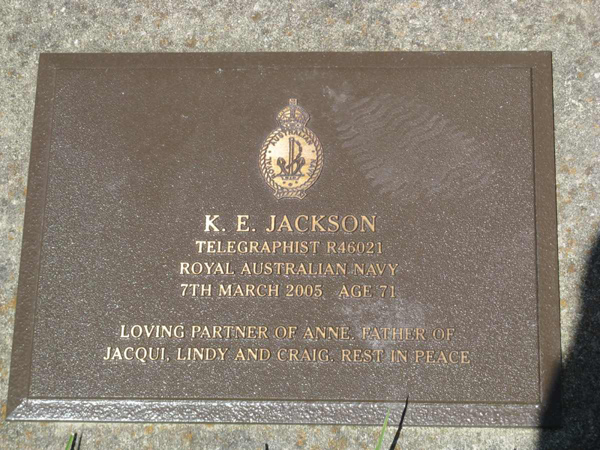 K. E. JACKSON
TELEGRAPHIST R46021
ROYAL AUSTRALIAN NAVY
7TH MARCH 2005 AGE 71
LOVING PARTNER OF ANNE. FATHER OF
JACQUI, LINDY AND CRAIG. REST IN PEACE